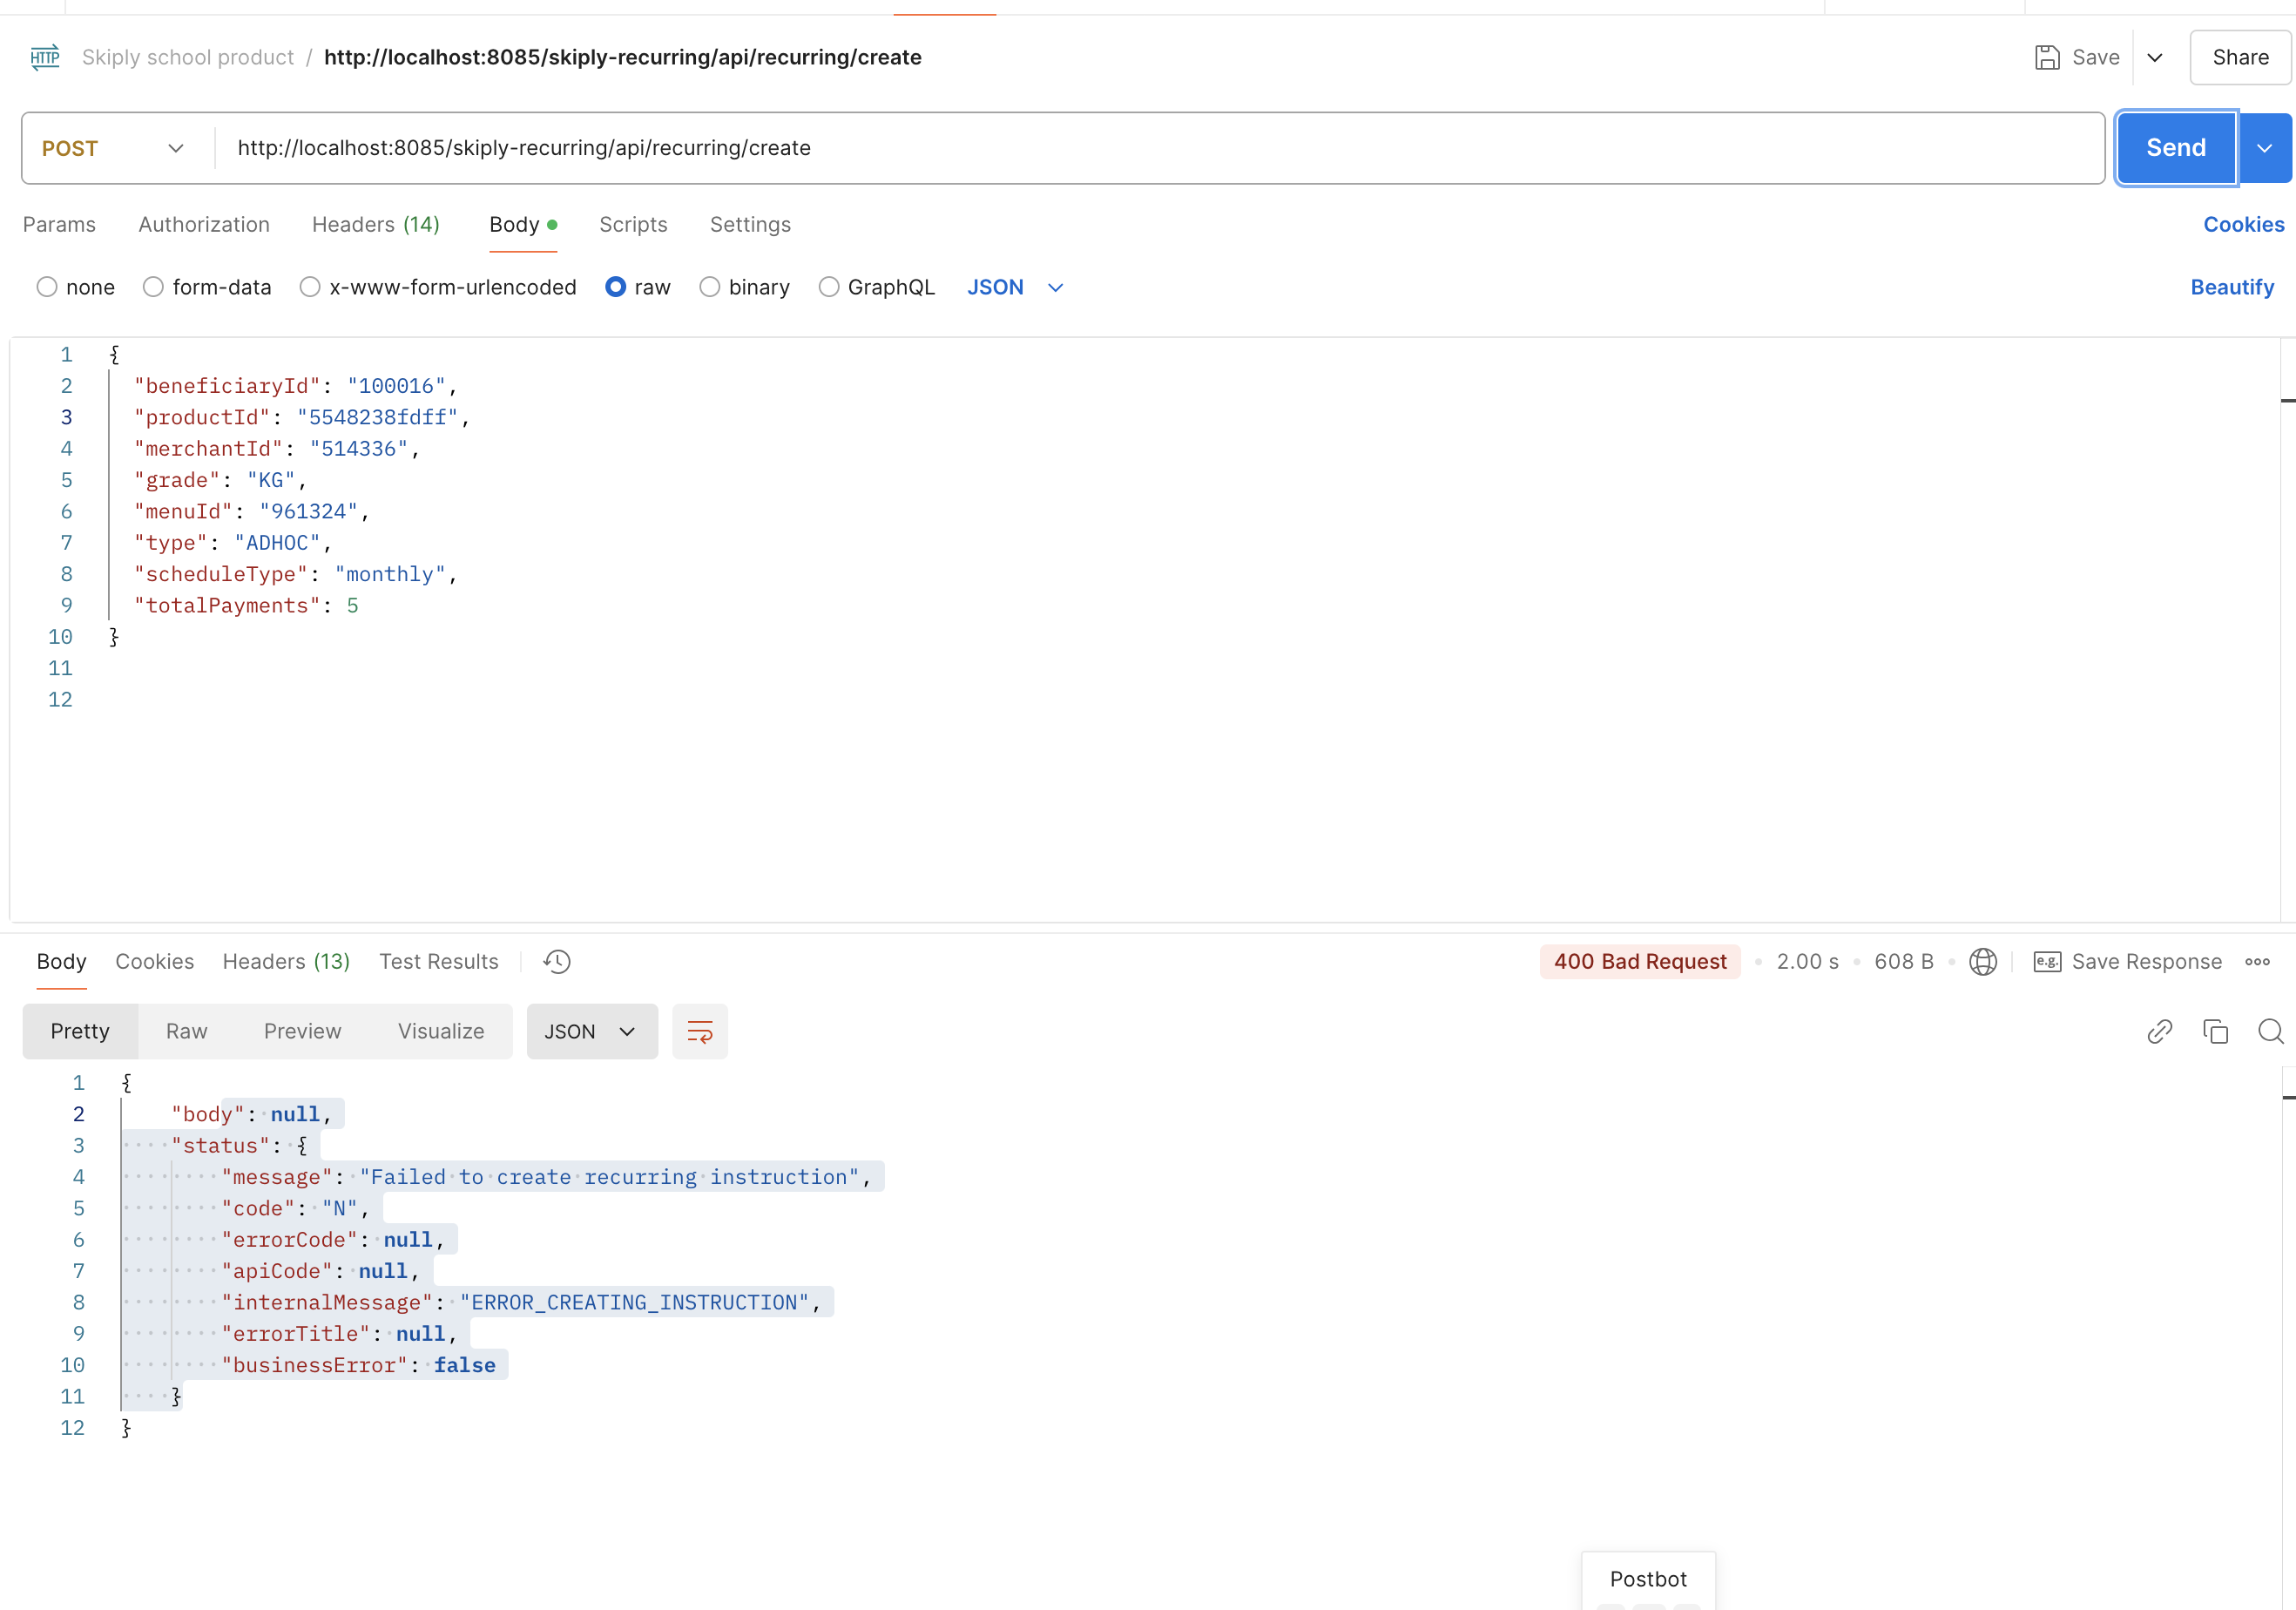 HTTP Skiply school product / http://localhost:8085/skiply-recurring/api/recurring/create Save Share
POST http://localhost:8085/skiply-recurring/api/recurring/create Send
Params Authorization Headers (14) Body Scripts Settings Cookies
none form-data x-www-form-urlencoded raw binary GraphQL JSON Beautify
1 {
2 "beneficiaryId": "100016",
3 "productId": "5548238fdff",
4 "merchantId": "514336",
5 "grade": "KG",
6 "menuId": "961324",
7 "type": "ADHOC",
8 "scheduleType": "monthly",
9 "totalPayments": 5
10 }
11
12
Body Cookies Headers (13) Test Results 400 Bad Request 2.00 s 608 B e.g. Save Response
Pretty Raw Preview Visualize JSON
1 {
2 "body": null,
3 "status": {
4 "message": "Failed to create recurring instruction",
5 "code": "N",
6 "errorCode": null,
7 "apiCode": null,
8 "internalMessage": "ERROR_CREATING_INSTRUCTION",
9 "errorTitle": null,
10 "businessError": false
11 }
12 }
Postbot